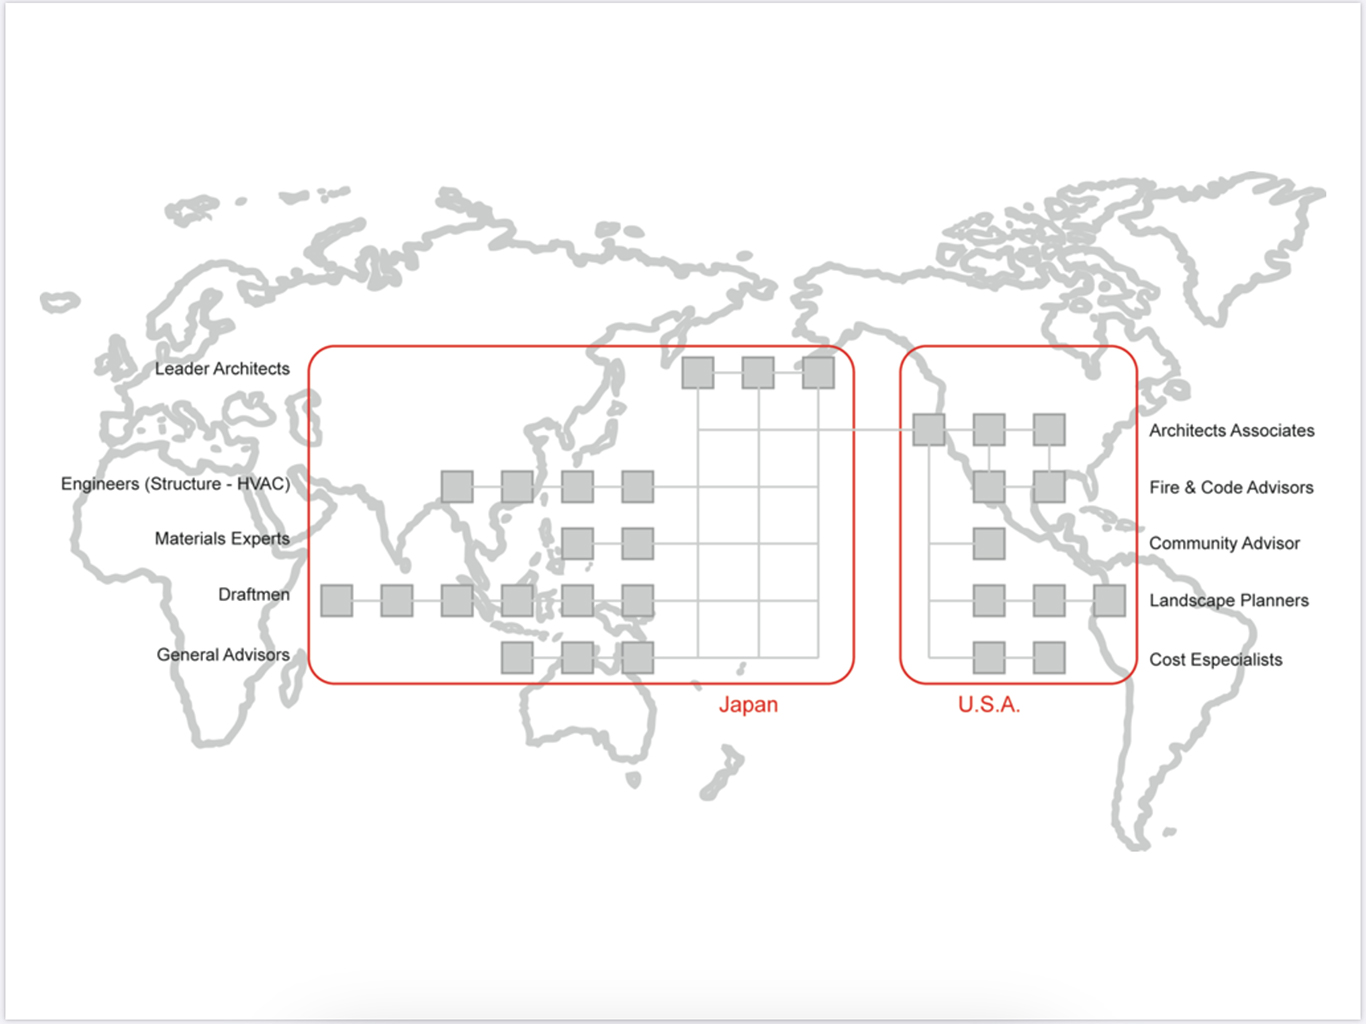 Leader Architects
Engineers (Structure - HVAC)
Materials Experts
Draftmen
General Advisors
Architects Associates
Fire & Code Advisors
Community Advisor
Landscape Planners
Cost Especialists
Japan
U.S.A.